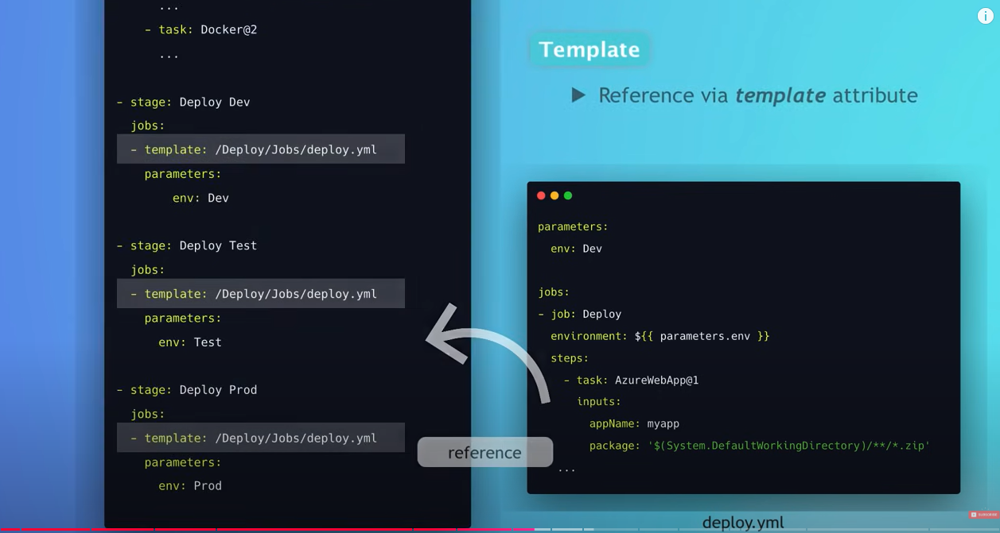 ...
- task: Docker@2
...
- stage: Deploy Dev
jobs:
- template: /Deploy/Jobs/deploy.yml
parameters:
env: Dev
- stage: Deploy Test
jobs:
- template: /Deploy/Jobs/deploy.yml
parameters:
env: Test
- stage: Deploy Prod
jobs:
- template: /Deploy/Jobs/deploy.yml
parameters:
env: Prod
Template
Reference via template attribute
parameters:
env: Dev
jobs:
- job: Deploy
environment: ${{ parameters.env }}
steps:
- task: AzureWebApp@1
inputs:
appName: myapp
package: '$(System.DefaultWorkingDirectory)/**/*.zip'
...
reference
deploy.yml
SUBSCRIBE